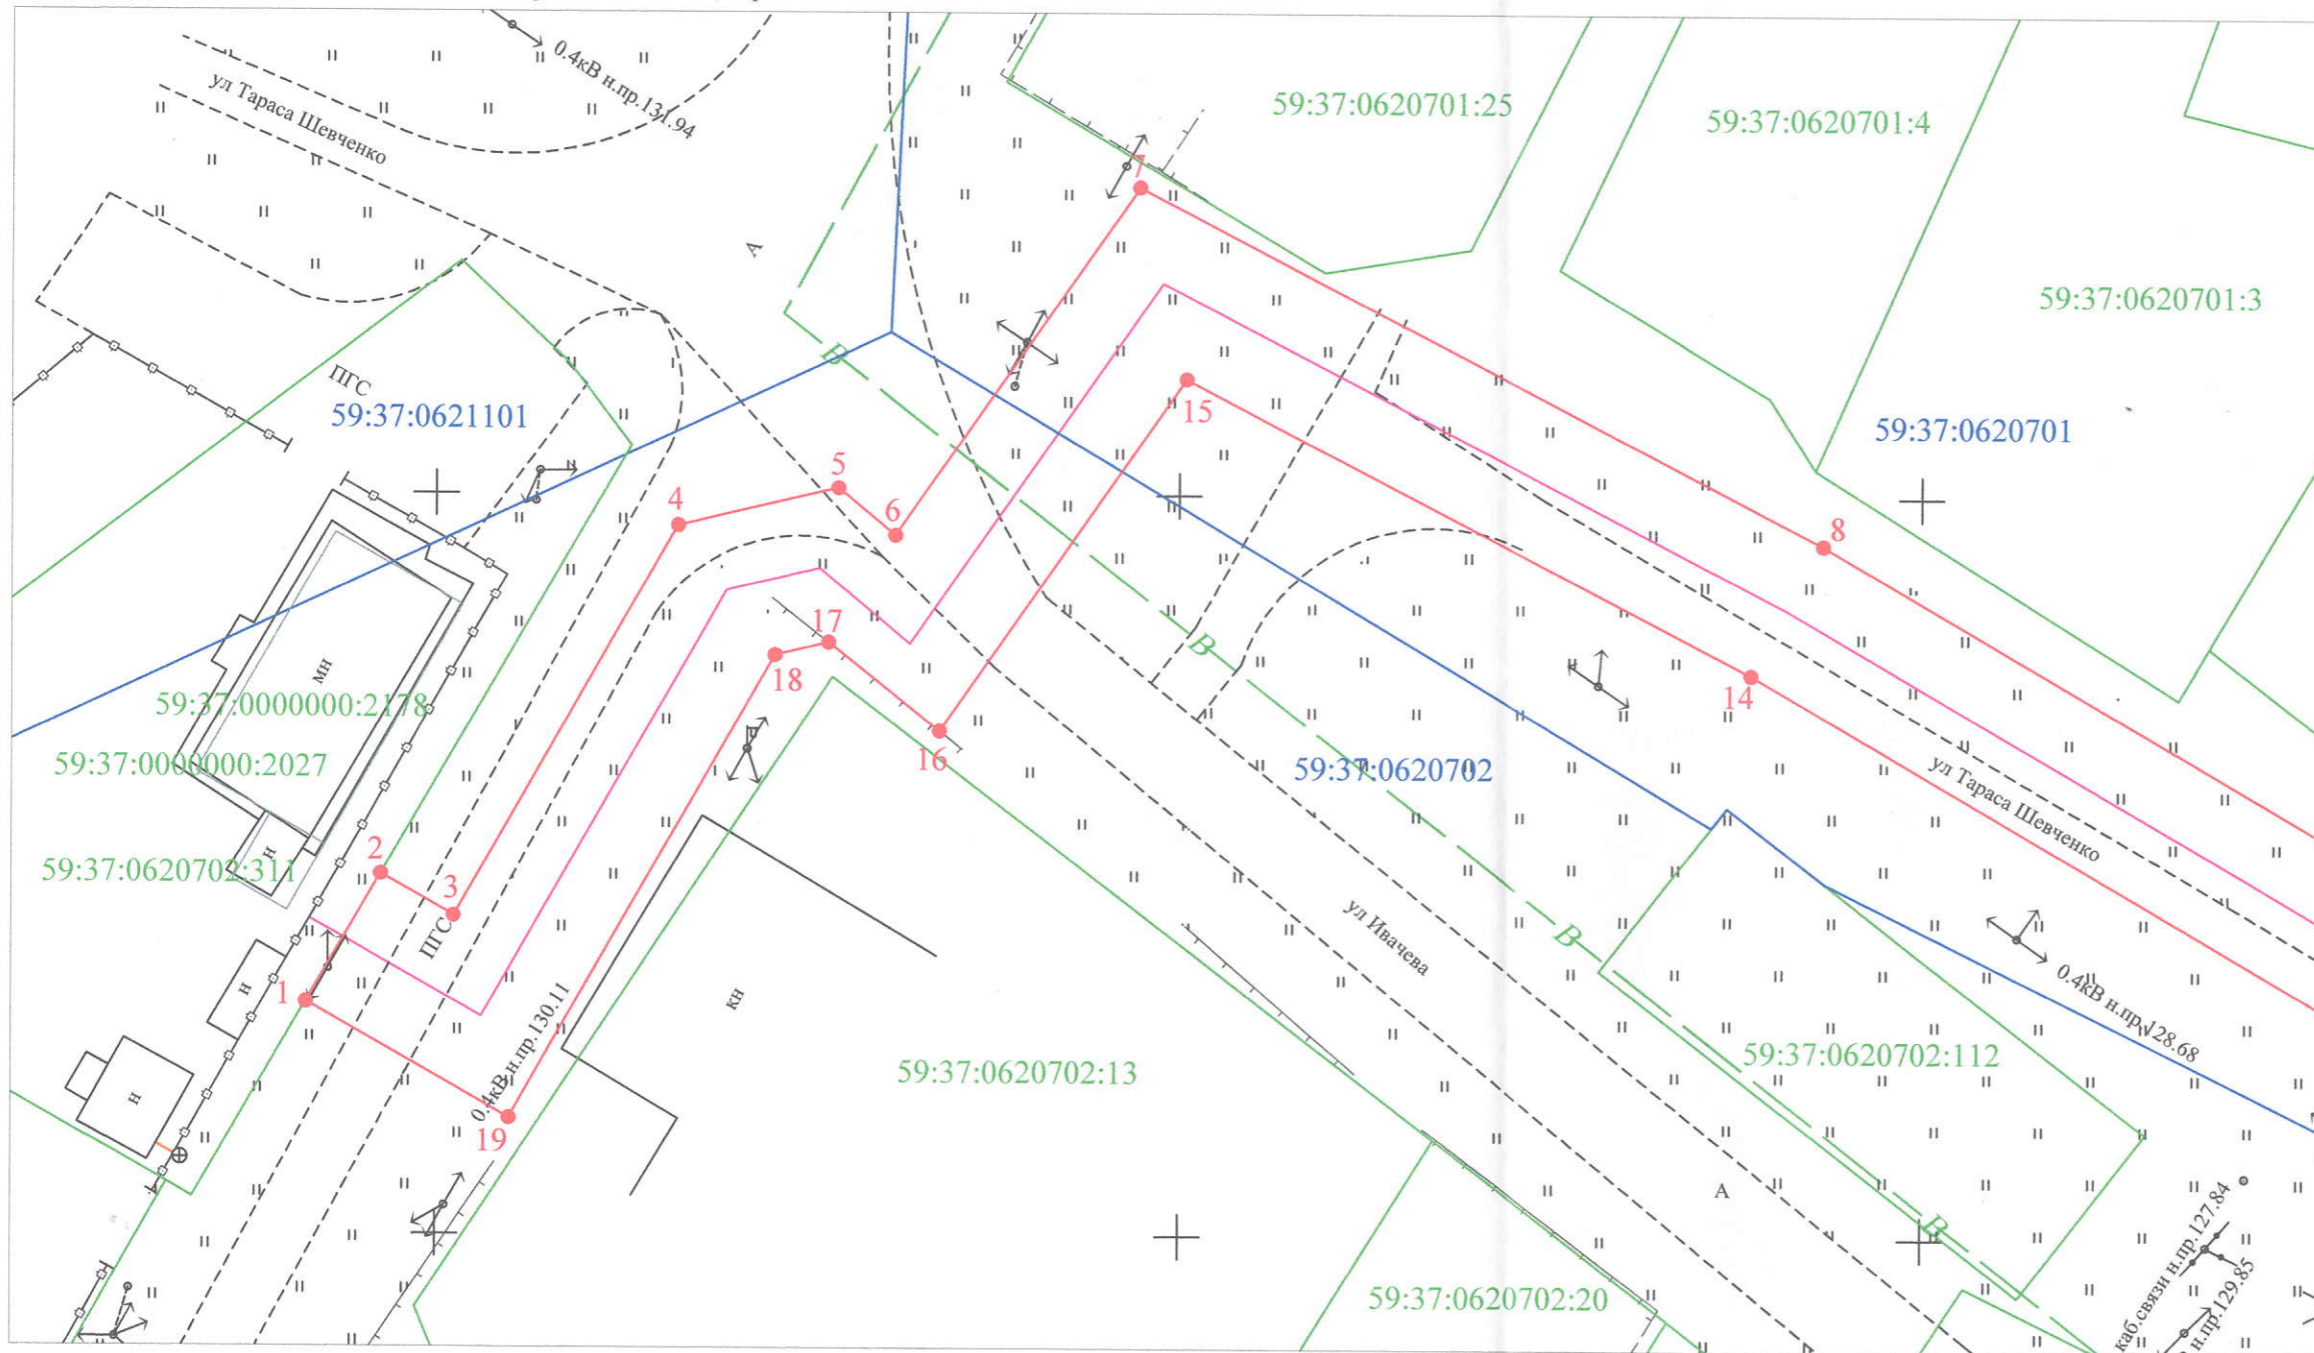 0.4кВ н.пр.131.94
ул Тараса Шевченко
59:37:0620701:25
59:37:0620701:4
7
А
59:37:0620701:3
В
ПГС
59:37:0621101
15
59:37:0620701
5
4
6
8
17
В
мн
18
14
59:37:0000000:2178
16
59:37:0000000:2027
59:37:0620702
ул Тараса Шевченко
2
н
59:37:0620702:311
3
ПГС
ул Ивачева
В
1
н
кн
0.4кВ н.пр.128.68
0.4кВ н.пр.130.11
59:37:0620702:13
59:37:0620702:112
н
19
А
В
каб.связи н.пр.127.84
59:37:0620702:20
н.пр.129.85